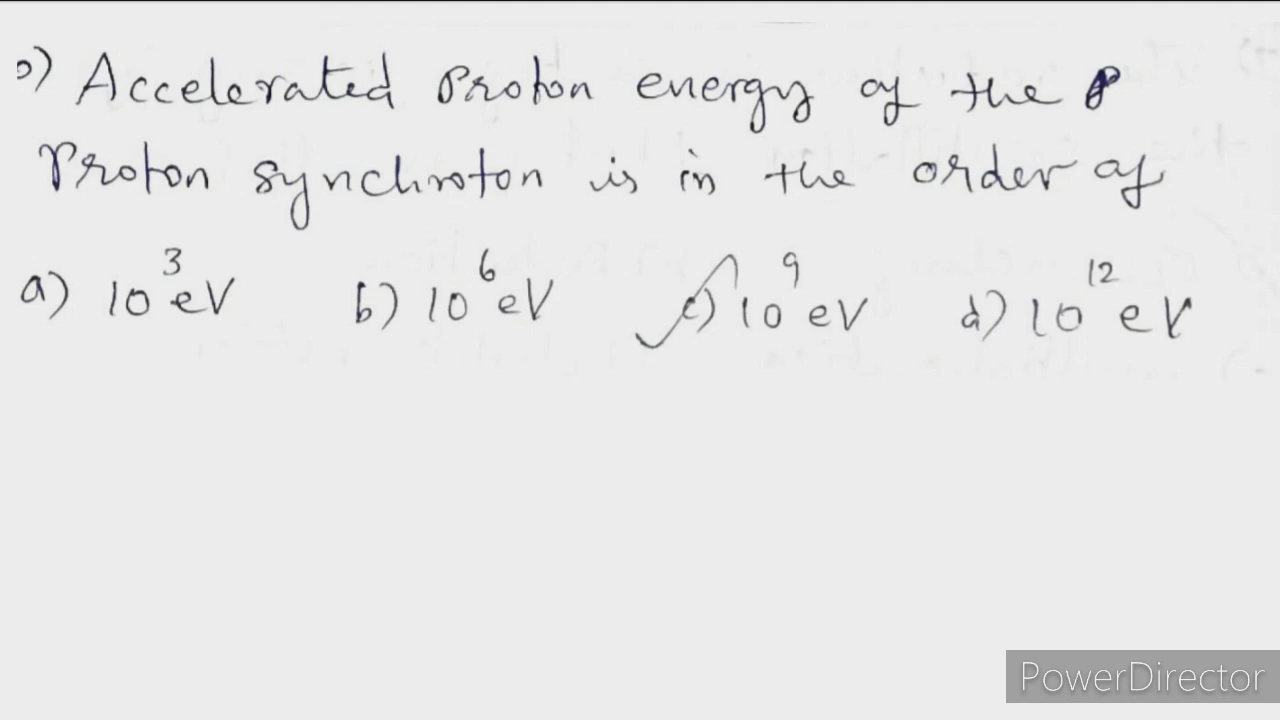 o) Accelerated Proton energy of the P
Proton synchroton is in the order of
a) 10³eV b) 10⁶eV c) 10⁹eV d) 10¹²eV
PowerDirector